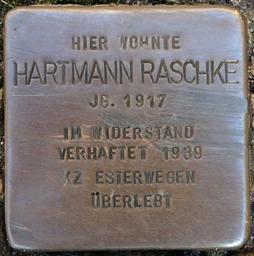 HIER WOHNTE
HARTMANN RASCHKE
JG. 1917
IM WIDERSTAND
VERHAFTET 1939
KZ ESTERWEGEN
ÜBERLEBT